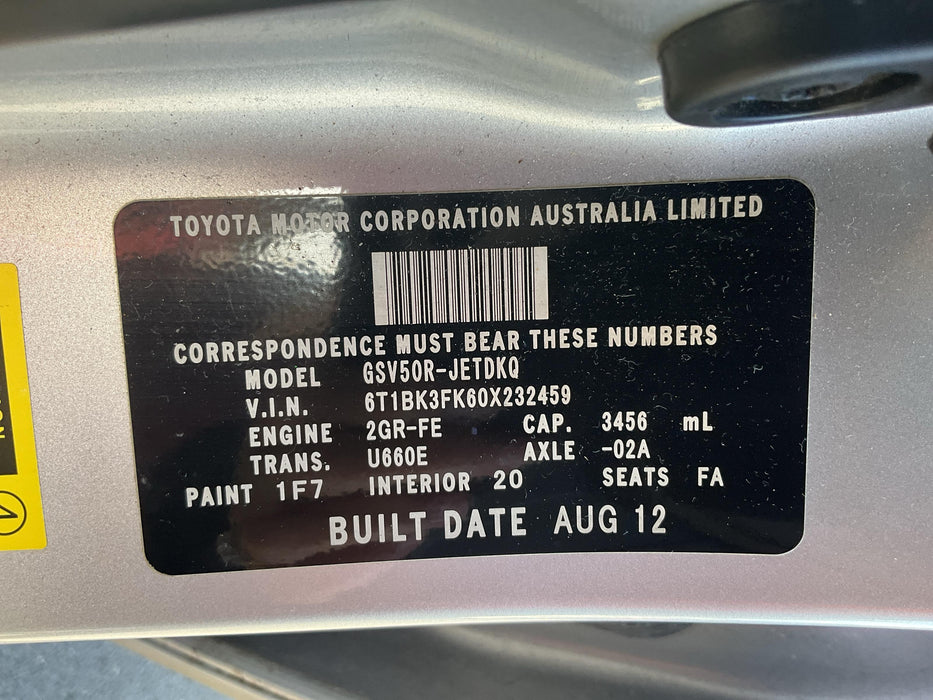 TOYOTA MOTOR CORPORATION AUSTRALIA LIMITED
CORRESPONDENCE MUST BEAR THESE NUMBERS
MODEL GSV50R-JETDKQ
V.I.N. 6T1BK3FK60X232459
ENGINE 2GR-FE CAP. 3456 mL
TRANS. U660E AXLE -02A
PAINT 1F7 INTERIOR 20 SEATS FA
BUILT DATE AUG 12